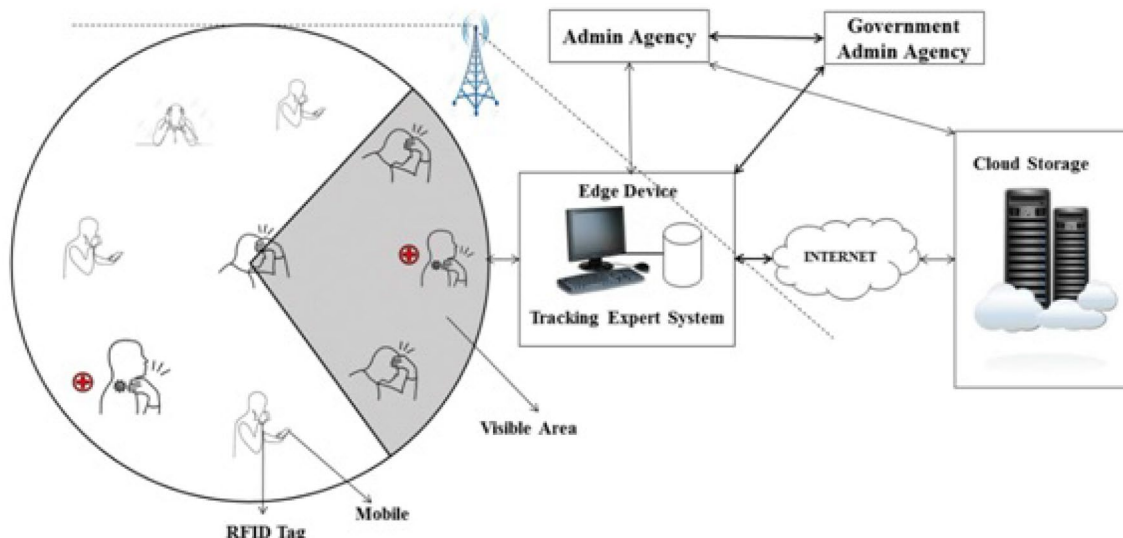 Admin Agency
Government
Admin Agency
Edge Device
Tracking Expert System
INTERNET
Cloud Storage
Visible Area
Mobile
RFID Tag